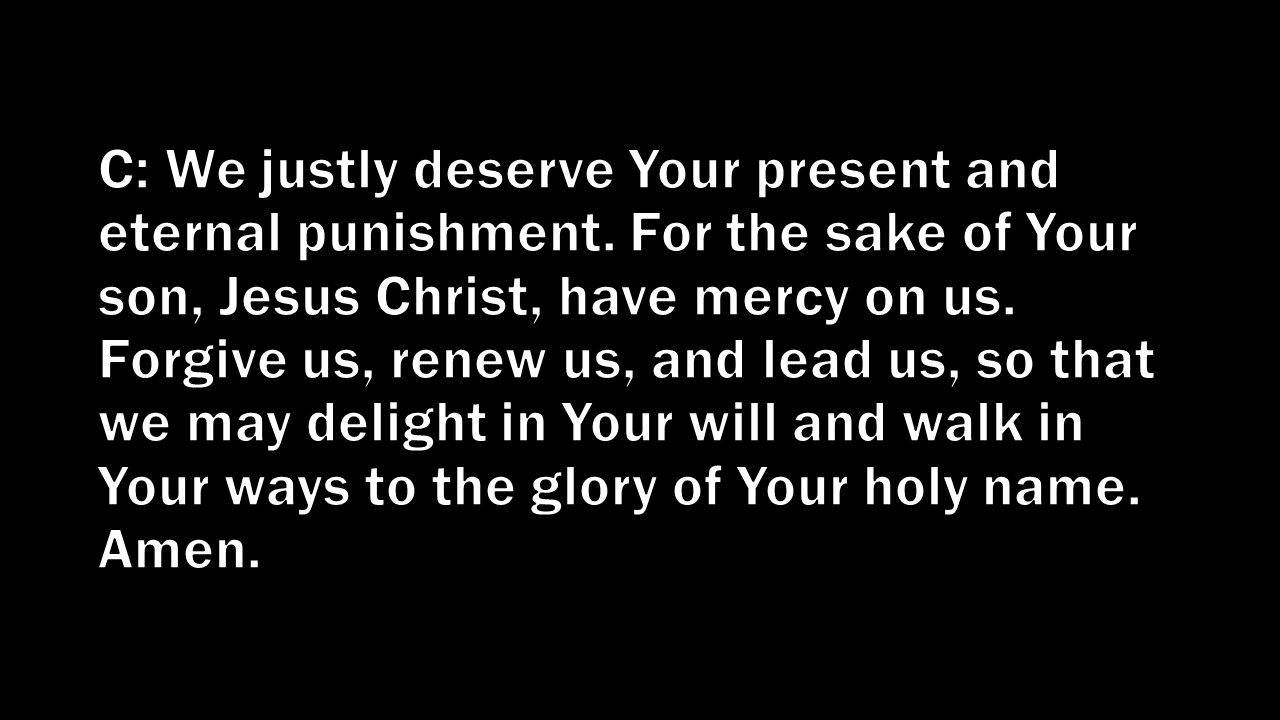 C: We justly deserve Your present and
eternal punishment. For the sake of Your
son, Jesus Christ, have mercy on us.
Forgive us, renew us, and lead us, so that
we may delight in Your will and walk in
Your ways to the glory of Your holy name.
Amen.